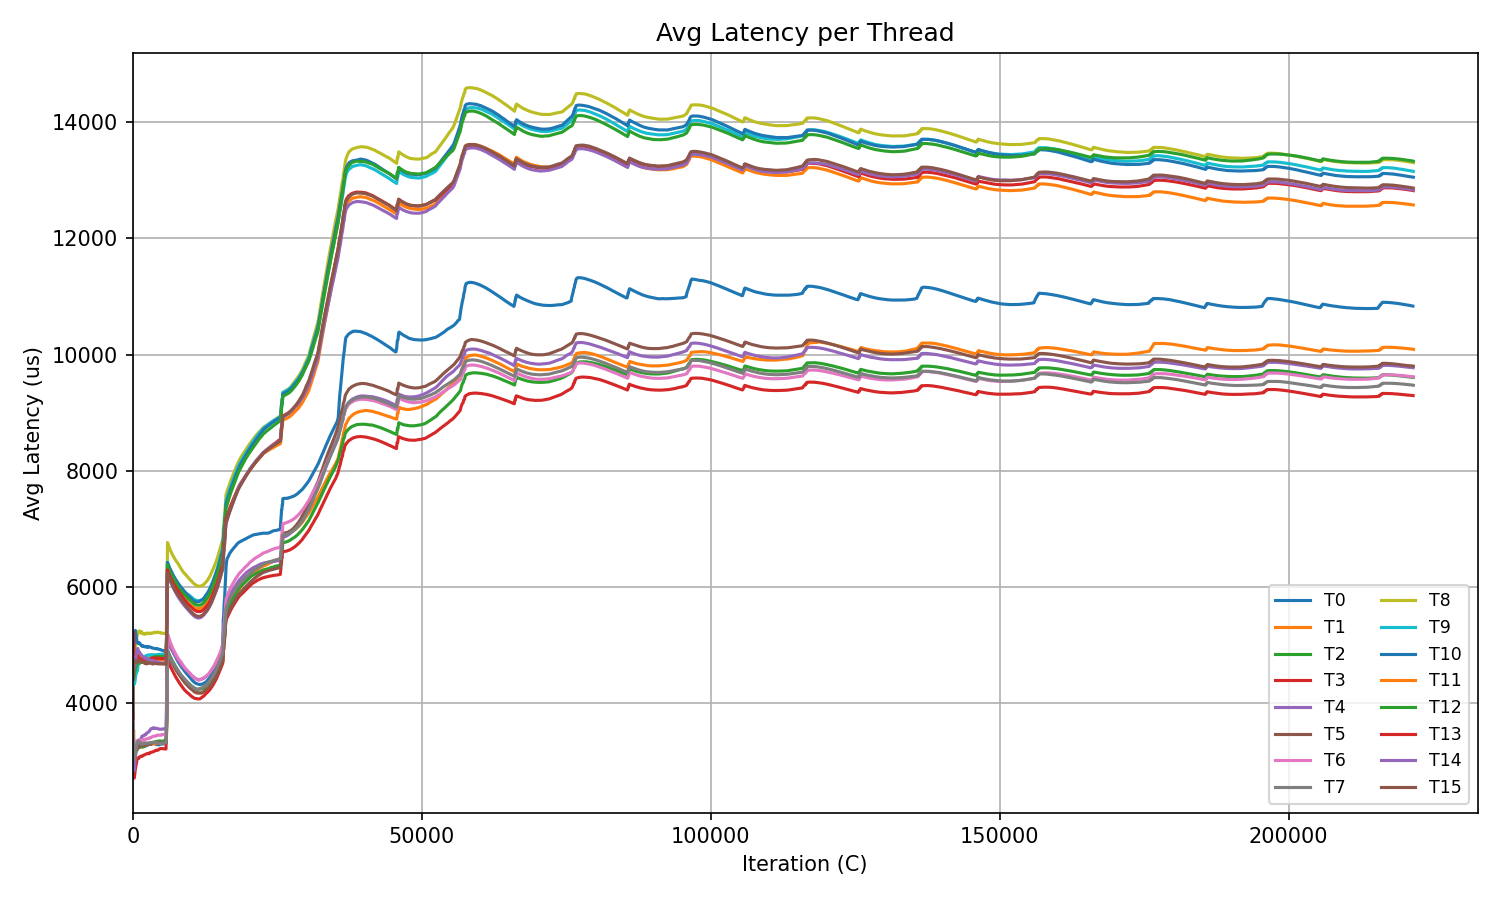 Avg Latency per Thread
Avg Latency (us)
14000
12000
10000
8000
6000
4000
0
50000
100000
150000
200000
Iteration (C)
T0
T1
T2
T3
T4
T5
T6
T7
T8
T9
T10
T11
T12
T13
T14
T15